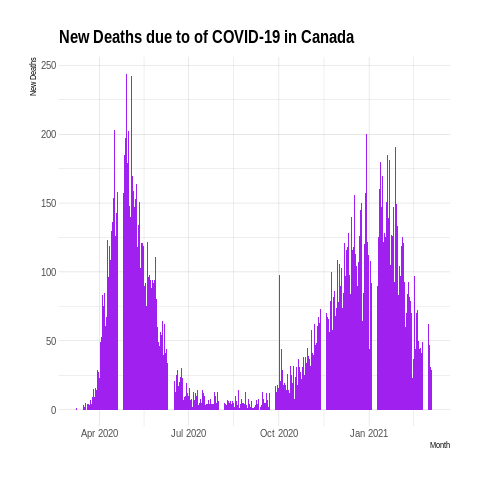 New Deaths due to of COVID-19 in Canada
New Deaths
250
200
150
100
50
0
Apr 2020
Jul 2020
Oct 2020
Jan 2021
Month